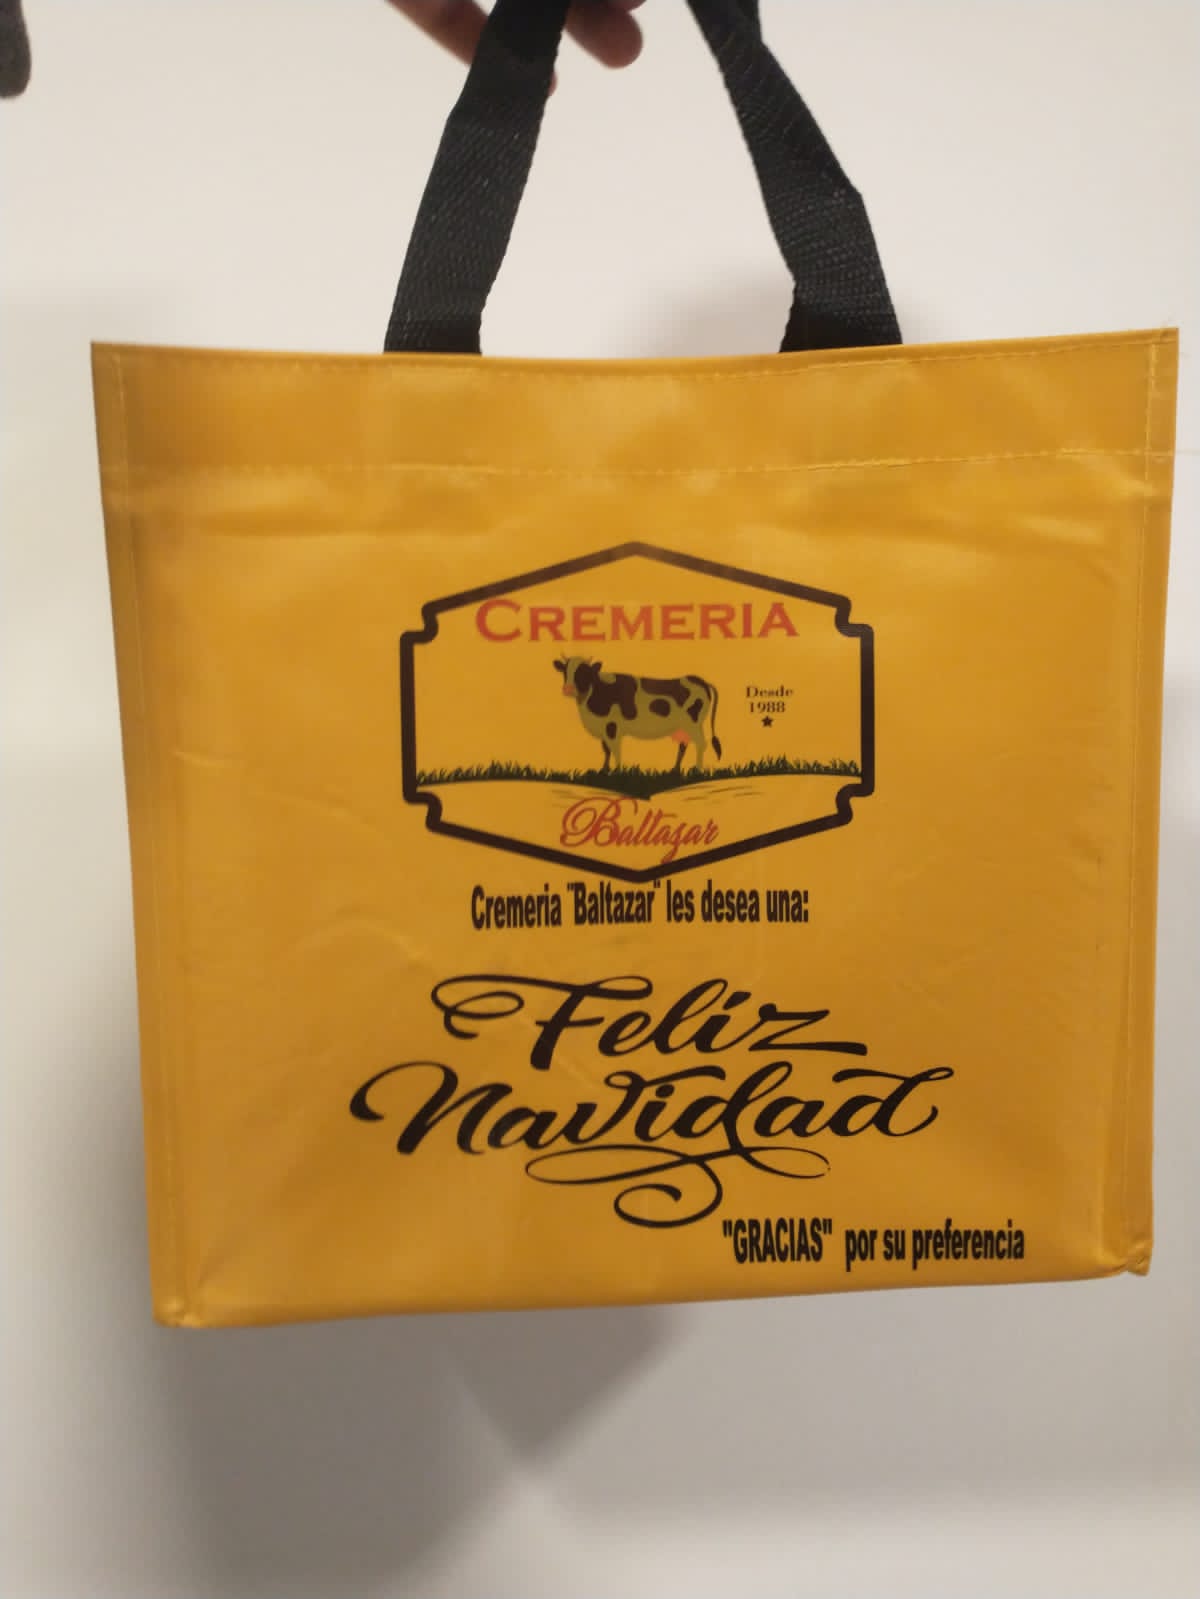 CREMERIA
Desde
1988
Baltazar
Cremeria "Baltazar" les desea una:
Feliz
Navidad
"GRACIAS" por su preferencia